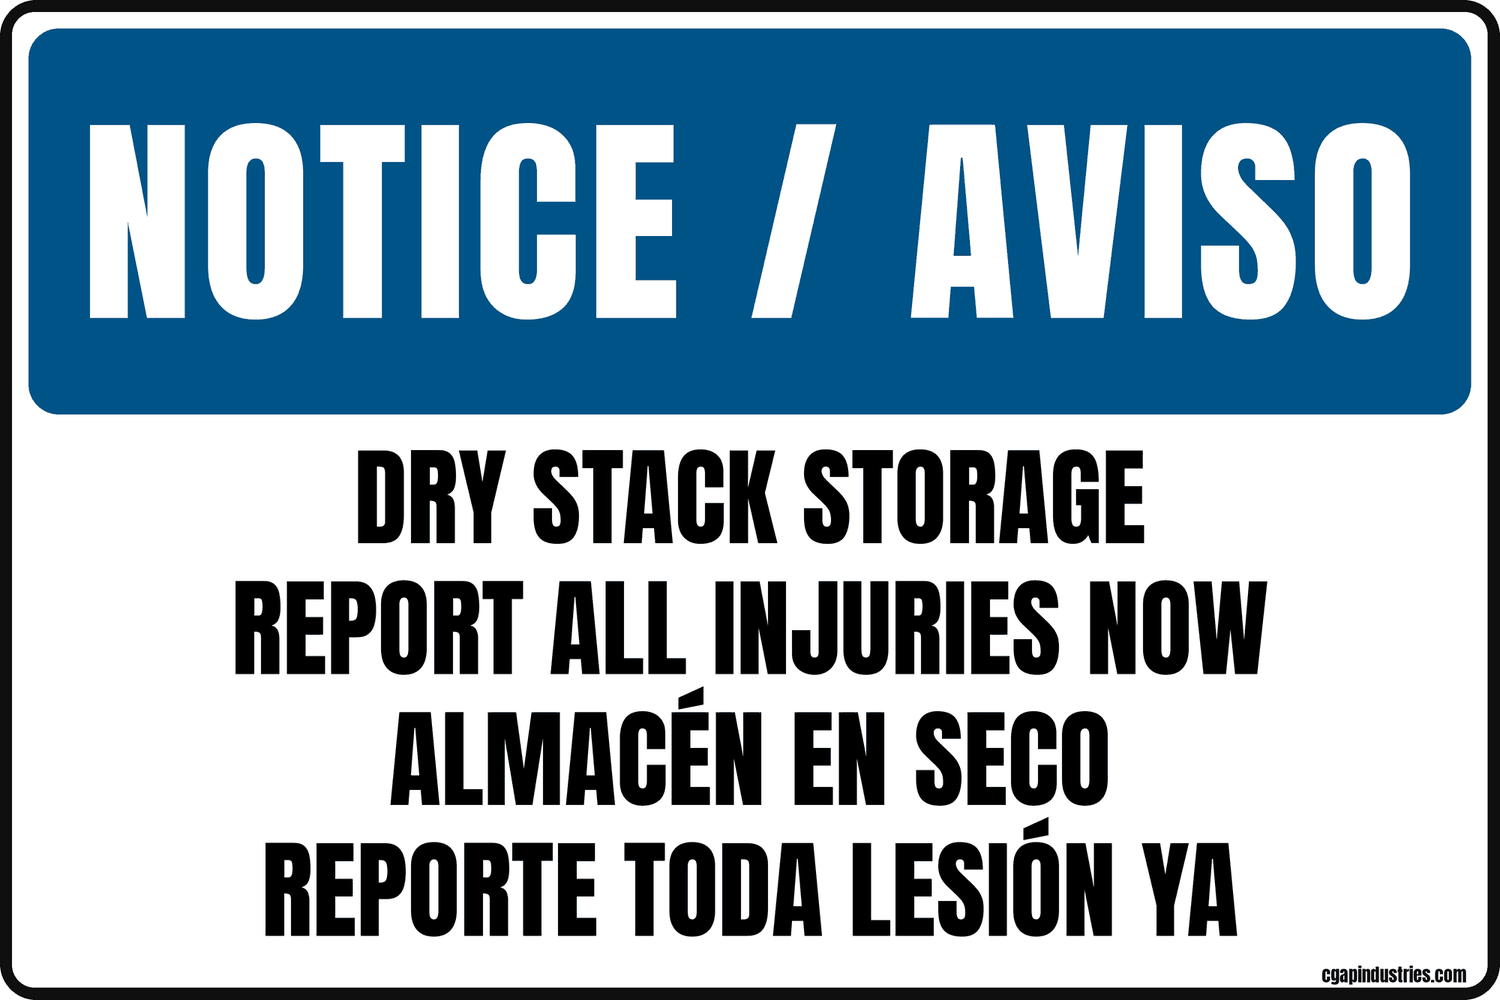 NOTICE / AVISO
DRY STACK STORAGE
REPORT ALL INJURIES NOW
ALMACÉN EN SECO
REPORTE TODA LESIÓN YA
cgapindustries.com